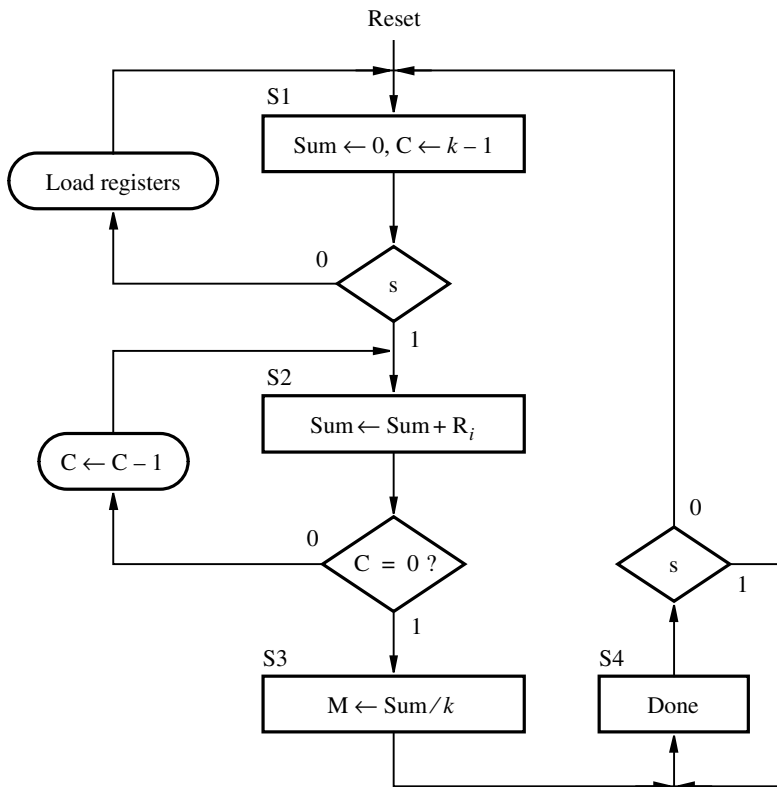 Reset
S1
Sum ← 0, C ← k – 1
Load registers
0
s
1
S2
Sum ← Sum + R_i
C ← C – 1
0
C = 0 ?
1
S3
M ← Sum ⁄ k
0
s
1
S4
Done